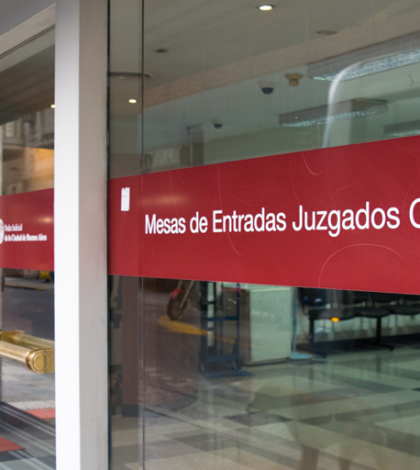 Poder Judicial
de la Ciudad de Buenos Aires
Mesas de Entradas Juzgados C